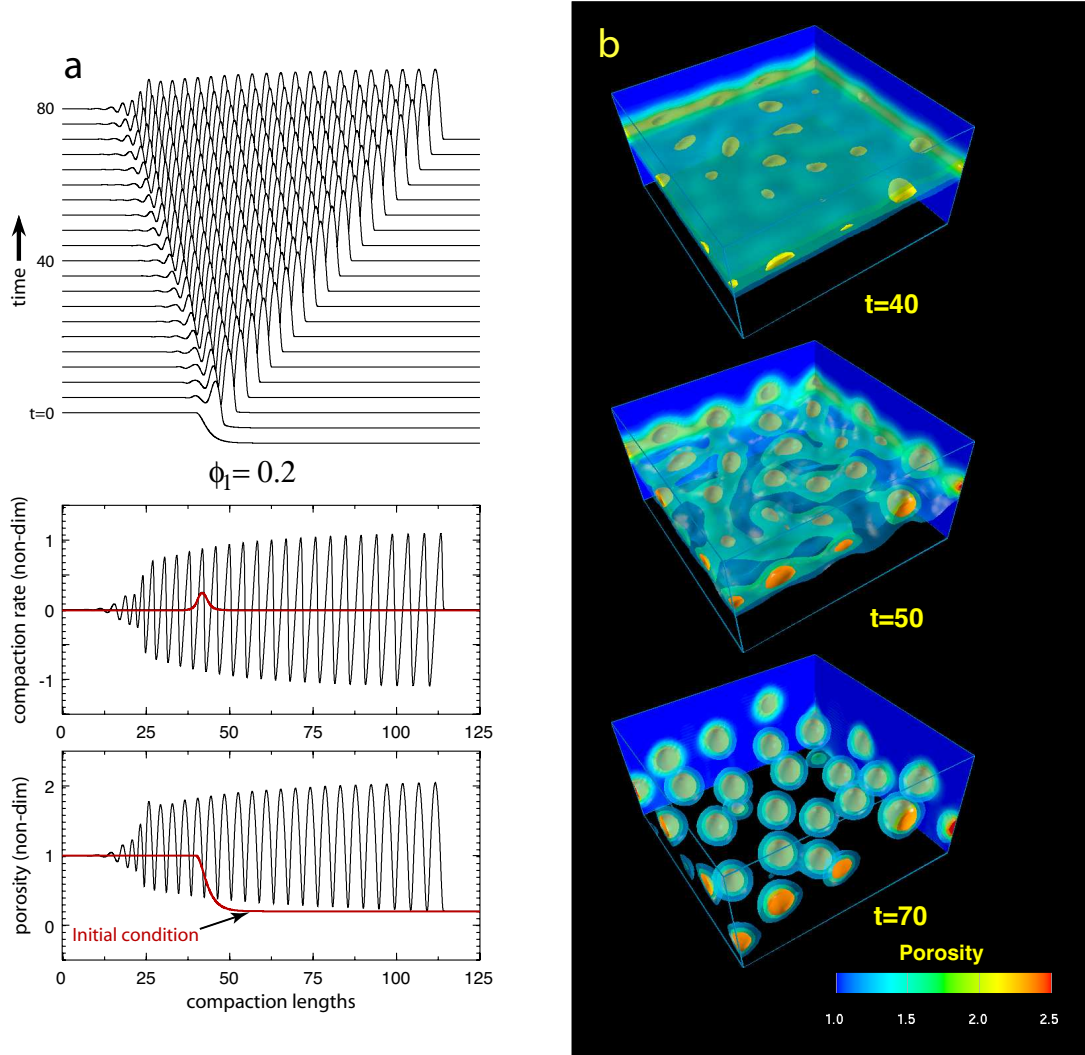 a
80
40
time
t=0
ϕ1= 0.2
compaction rate (non-dim)
1
0
-1
0 25 50 75 100 125
porosity (non-dim)
2
1
0
Initial condition
0 25 50 75 100 125
compaction lengths
b
t=40
t=50
t=70
Porosity
1.0 1.5 2.0 2.5